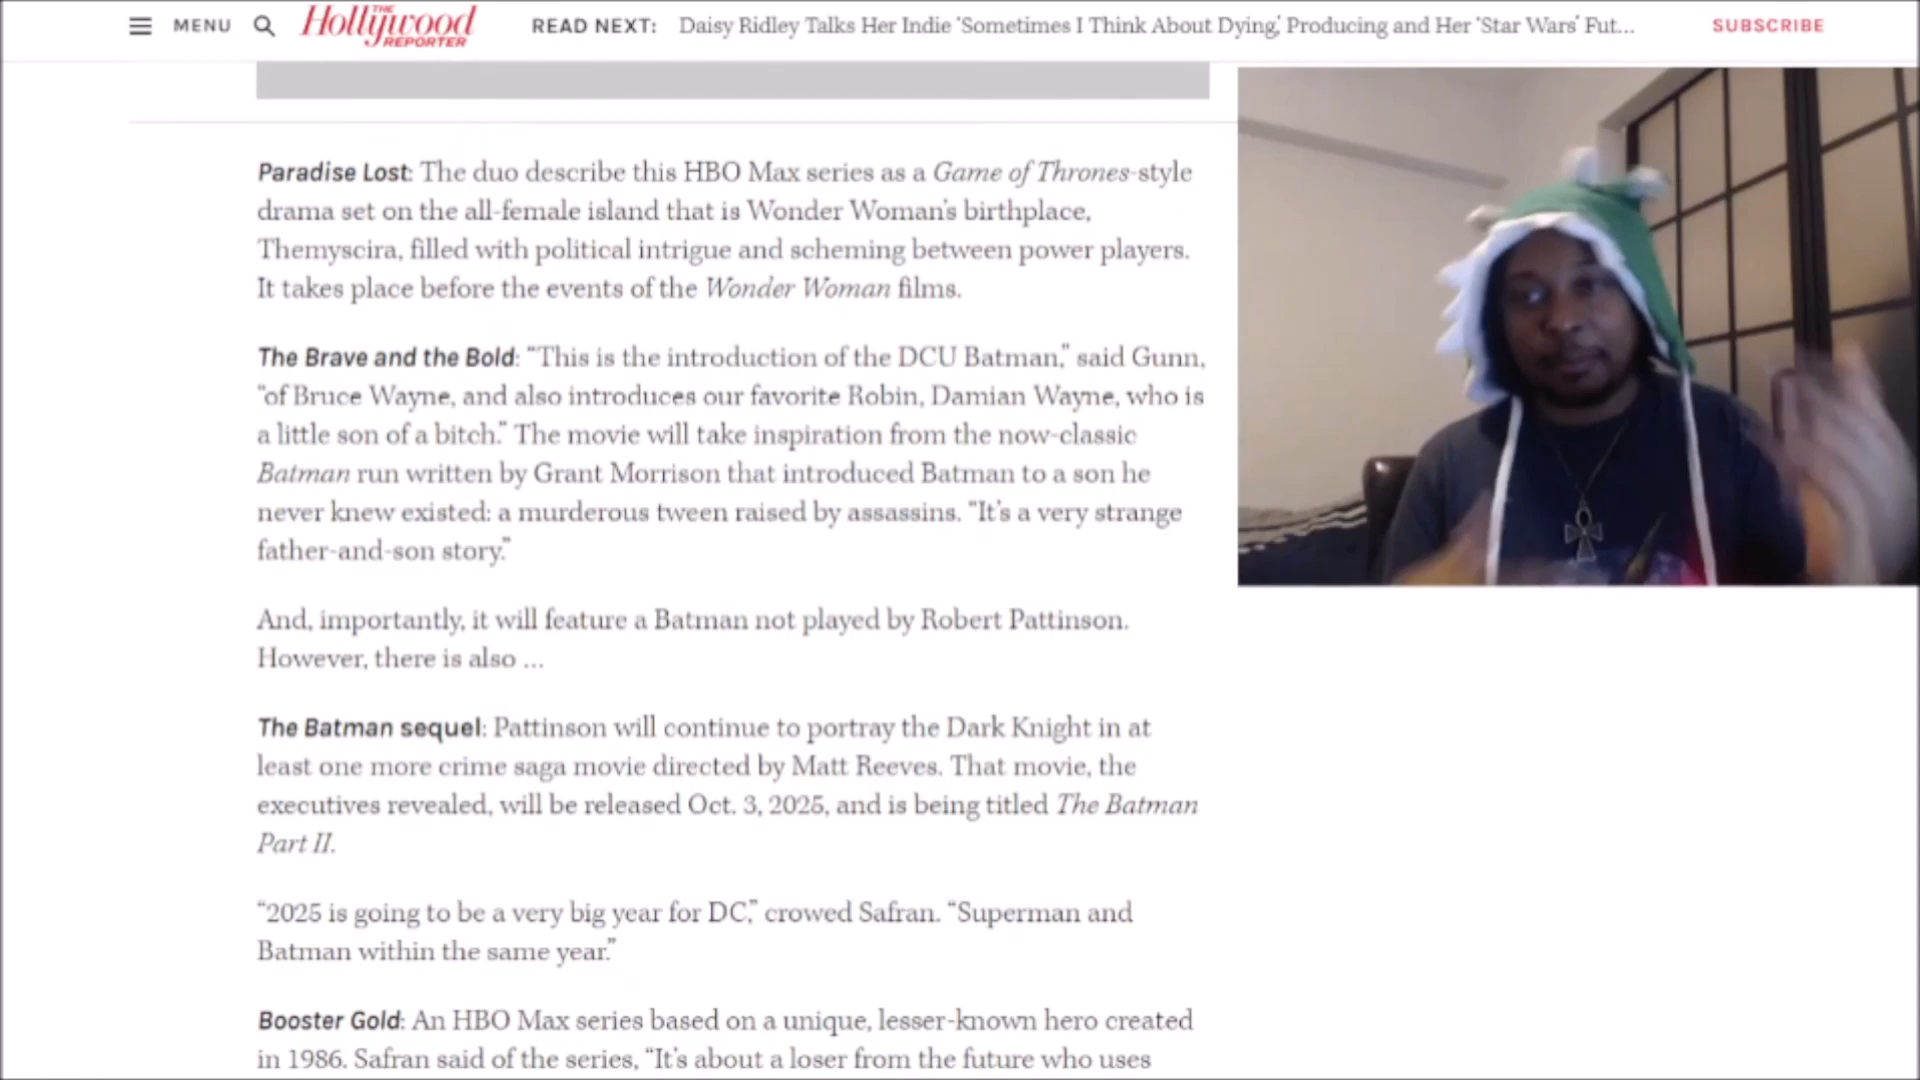 MENU
THE
Hollywood
REPORTER
READ NEXT: Daisy Ridley Talks Her Indie ‘Sometimes I Think About Dying,’ Producing and Her ‘Star Wars’ Fut...
SUBSCRIBE
Paradise Lost: The duo describe this HBO Max series as a Game of Thrones-style
drama set on the all-female island that is Wonder Woman’s birthplace,
Themyscira, filled with political intrigue and scheming between power players.
It takes place before the events of the Wonder Woman films.
The Brave and the Bold: “This is the introduction of the DCU Batman,” said Gunn,
“of Bruce Wayne, and also introduces our favorite Robin, Damian Wayne, who is
a little son of a bitch.” The movie will take inspiration from the now-classic
Batman run written by Grant Morrison that introduced Batman to a son he
never knew existed: a murderous tween raised by assassins. “It’s a very strange
father-and-son story.”
And, importantly, it will feature a Batman not played by Robert Pattinson.
However, there is also …
The Batman sequel: Pattinson will continue to portray the Dark Knight in at
least one more crime saga movie directed by Matt Reeves. That movie, the
executives revealed, will be released Oct. 3, 2025, and is being titled The Batman
Part II.
“2025 is going to be a very big year for DC,” crowed Safran. “Superman and
Batman within the same year.”
Booster Gold: An HBO Max series based on a unique, lesser-known hero created
in 1986. Safran said of the series, “It’s about a loser from the future who uses